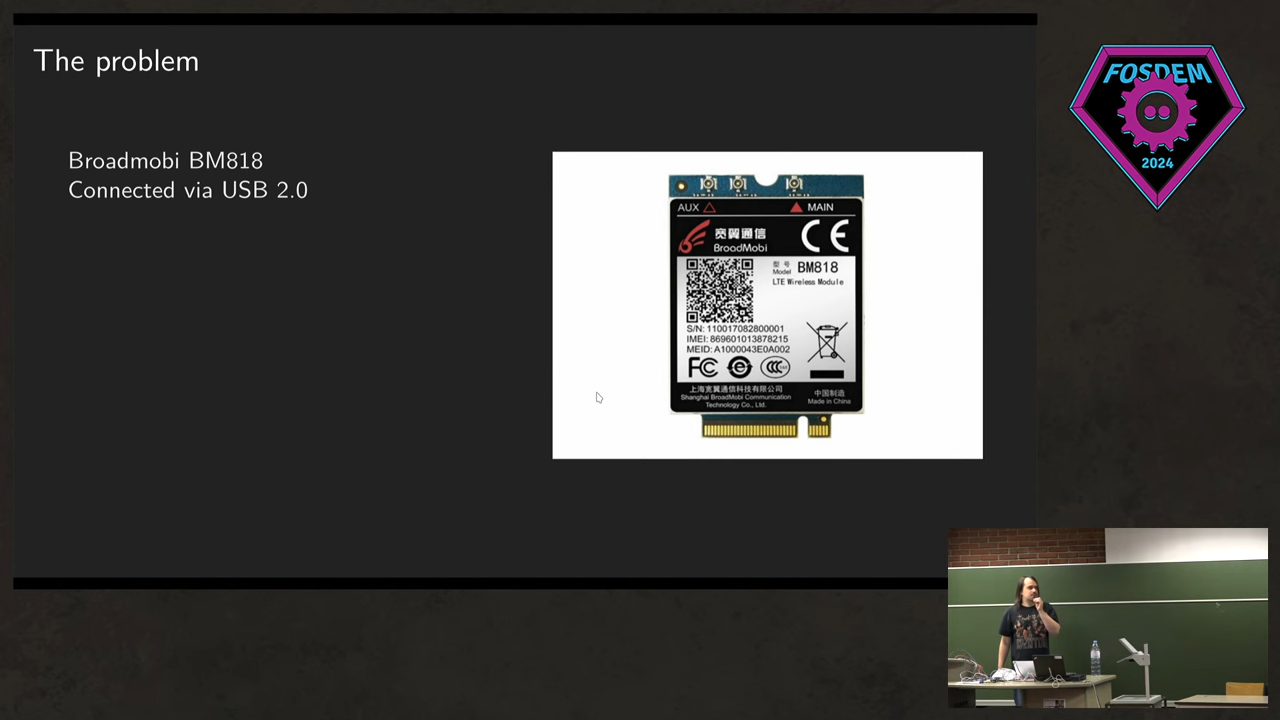 The problem
Broadmobi BM818
Connected via USB 2.0
AUX
MAIN
宽翼通信
BroadMobi
CE
型号
Model
BM818
LTE Wireless Module
S/N: 110017082800001
IMEI: 869601013878215
MEID: A1000043E0A002
FC
CCC
上海宽翼通信科技有限公司
Shanghai BroadMobi Communication
Technology Co., Ltd.
中国制造
Made in China
FOSDEM
2024